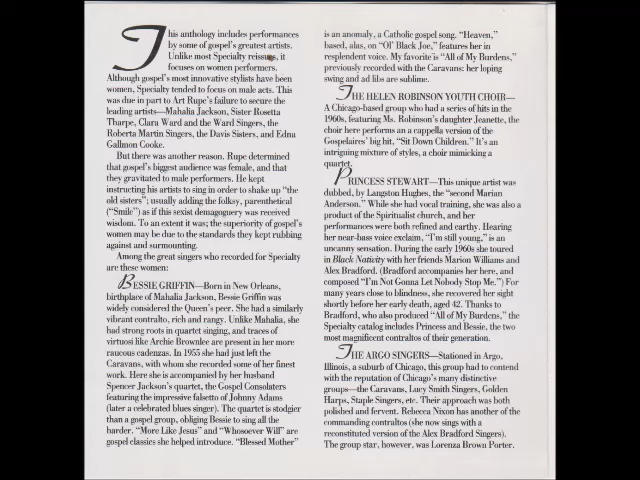 This anthology includes performances
by some of gospel's greatest artists.
Unlike most Specialty reissues, it
focuses on women performers.
Although gospel's most innovative stylists have been
women, Specialty tended to focus on male acts. This
was due in part to Art Rupe's failure to secure the
leading artists—Mahalia Jackson, Sister Rosetta
Tharpe, Clara Ward and the Ward Singers, the
Roberta Martin Singers, the Davis Sisters, and Edna
Gallmon Cooke.
But there was another reason. Rupe determined
that gospel's biggest audience was female, and that
they gravitated to male performers. He kept
instructing his artists to sing in order to shake up "the
old sisters"; usually adding the folksy, parenthetical
("Smile") as if this sexist demagoguery was received
wisdom. To an extent it was; the superiority of gospel's
women may be due to the standards they kept rubbing
against and surmounting.
Among the great singers who recorded for Specialty
are these women:
BESSIE GRIFFIN—Born in New Orleans,
birthplace of Mahalia Jackson, Bessie Griffin was
widely considered the Queen's peer. She had a similarly
vibrant contralto, rich and rangy. Unlike Mahalia, she
had strong roots in quartet singing, and traces of
virtuosi like Archie Brownlee are present in her more
raucous cadenzas. In 1955 she had just left the
Caravans, with whom she recorded some of her finest
work. Here she is accompanied by her husband
Spencer Jackson's quartet, the Gospel Consolaters
featuring the impressive falsetto of Johnny Adams
(later a celebrated blues singer). The quartet is stodgier
than a gospel group, obliging Bessie to sing all the
harder. "More Like Jesus" and "Whosoever Will" are
gospel classics she helped introduce. "Blessed Mother"
is an anomaly, a Catholic gospel song. "Heaven,"
based, alas, on "Ol' Black Joe," features her in
resplendent voice. My favorite is "All of My Burdens,"
previously recorded with the Caravans: her loping
swing and ad libs are sublime.
THE HELEN ROBINSON YOUTH CHOIR—
A Chicago-based group who had a series of hits in the
1960s, featuring Ms. Robinson's daughter Jeanette, the
choir here performs an a cappella version of the
Gospelaires' big hit, "Sit Down Children." It's an
intriguing mixture of styles, a choir mimicking a
quartet.
PRINCESS STEWART—This unique artist was
dubbed, by Langston Hughes, the "second Marian
Anderson." While she had vocal training, she was also a
product of the Spiritualist church, and her
performances were both refined and earthy. Hearing
her near-bass voice exclaim, "I'm still young," is an
uncanny sensation. During the early 1960s she toured
in Black Nativity with her friends Marion Williams and
Alex Bradford. (Bradford accompanies her here, and
composed "I'm Not Gonna Let Nobody Stop Me.") For
many years close to blindness, she recovered her sight
shortly before her early death, aged 42. Thanks to
Bradford, who also produced "All of My Burdens," the
Specialty catalog includes Princess and Bessie, the two
most magnificent contraltos of their generation.
THE ARGO SINGERS—Stationed in Argo,
Illinois, a suburb of Chicago, this group had to contend
with the reputation of Chicago's many distinctive
groups—the Caravans, Lucy Smith Singers, Golden
Harps, Staple Singers, etc. Their approach was both
polished and fervent. Rebecca Nixon has another of the
commanding contraltos (she now sings with a
reconstituted version of the Alex Bradford Singers).
The group star, however, was Lorenza Brown Porter.